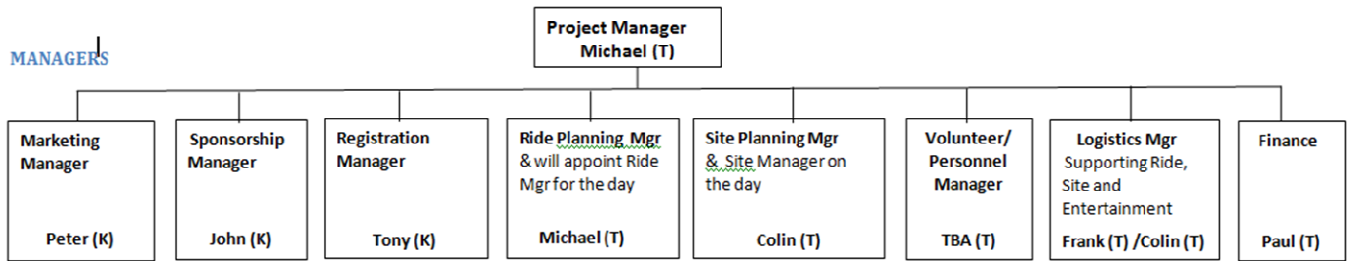 Project Manager
Michael (T)
MANAGERS
Marketing
Manager
Peter (K)
Sponsorship
Manager
John (K)
Registration
Manager
Tony (K)
Ride Planning Mgr
& will appoint Ride
Mgr for the day
Michael (T)
Site Planning Mgr
& Site Manager on
the day
Colin (T)
Volunteer/
Personnel
Manager
TBA (T)
Logistics Mgr
Supporting Ride,
Site and
Entertainment
Frank (T) /Colin (T)
Finance
Paul (T)